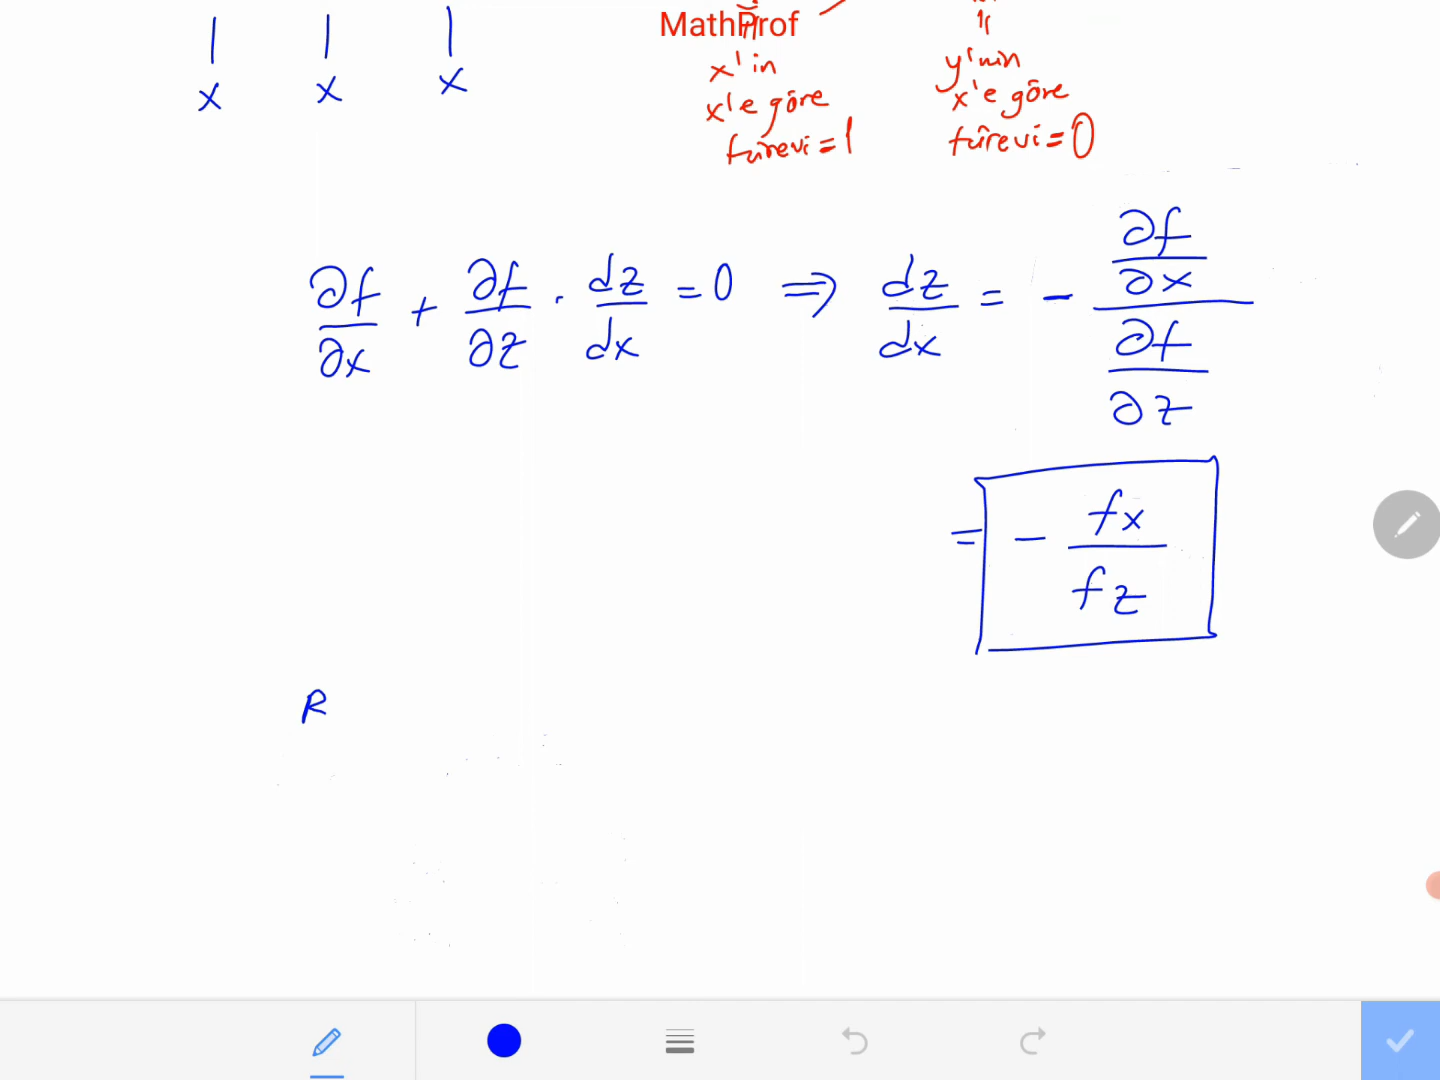 | | |
x x x
MathProf
x'in
x'e göre
türevi = 1
y'nin
x'e göre
türevi = 0
∂f/∂x + ∂f/∂z · dz/dx = 0 ⇒ dz/dx = - (∂f/∂x)/(∂f/∂z)
= - fx/fz
R